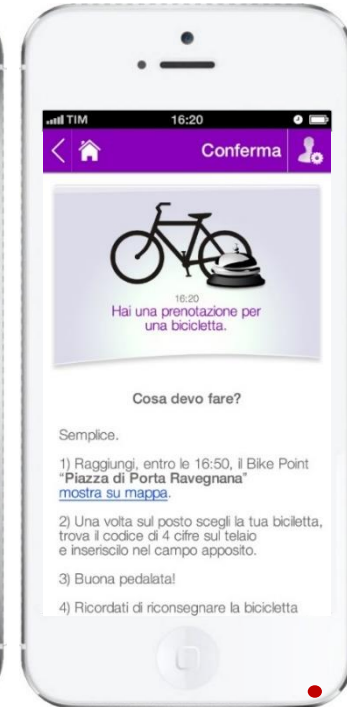 TIM 16:20
Conferma
16:20
Hai una prenotazione per
una bicicletta.
Cosa devo fare?
Semplice.
1) Raggiungi, entro le 16:50, il Bike Point
“Piazza di Porta Ravegnana”
mostra su mappa.
2) Una volta sul posto scegli la tua biciletta,
trova il codice di 4 cifre sul telaio
e inseriscilo nel campo apposito.
3) Buona pedalata!
4) Ricordati di riconsegnare la bicicletta